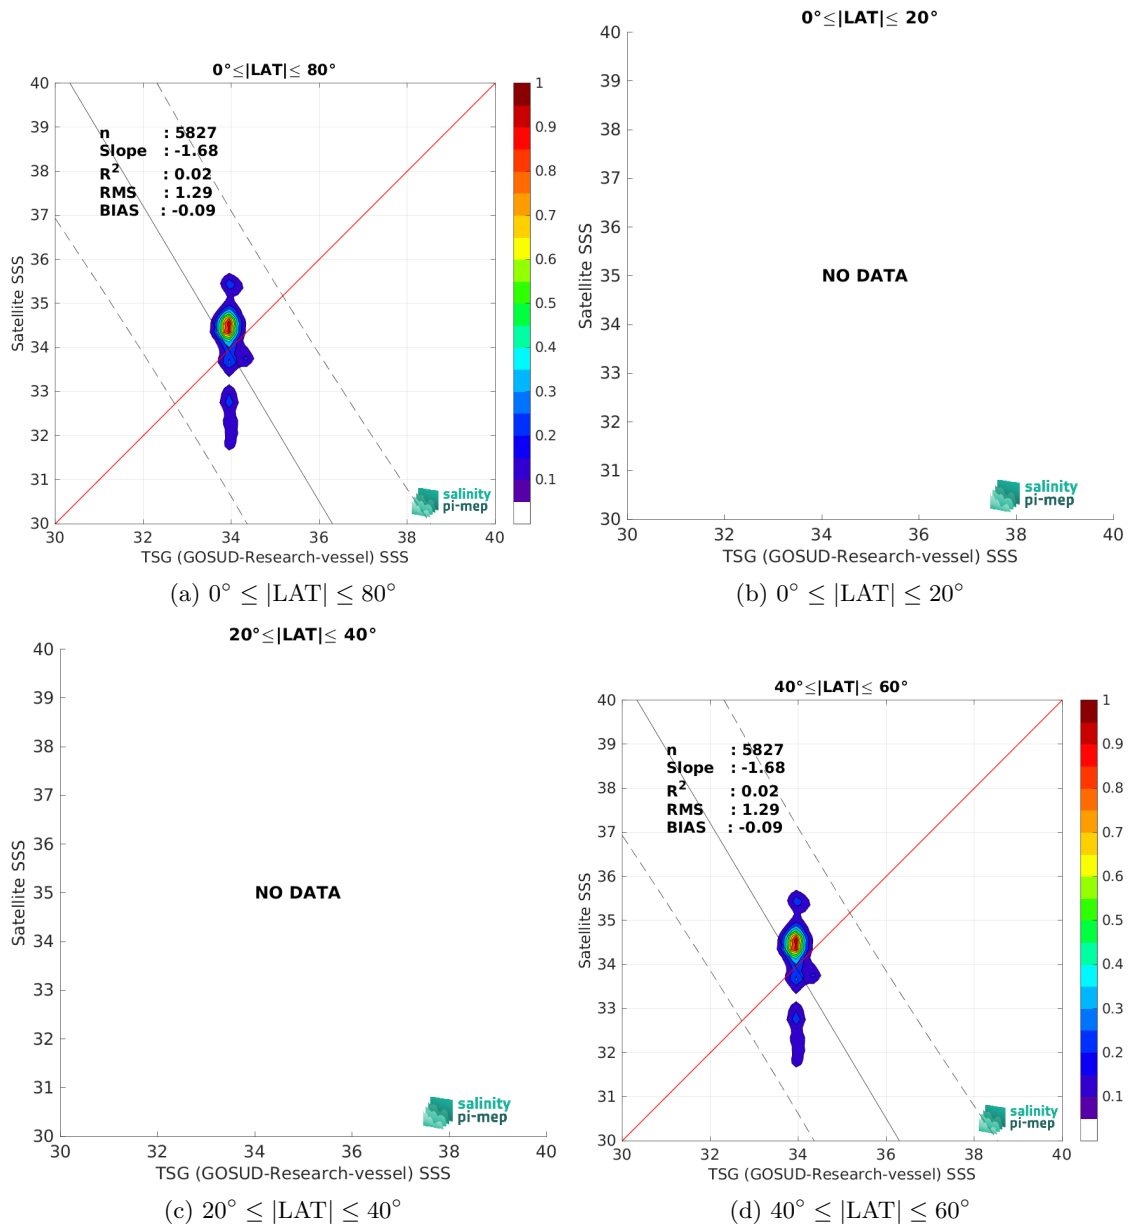 0°≤|LAT|≤ 80°
40
39
38
37
36
35
34
33
32
31
30
Satellite SSS
n : 5827
Slope : -1.68
R² : 0.02
RMS : 1.29
BIAS : -0.09
1
0.9
0.8
0.7
0.6
0.5
0.4
0.3
0.2
0.1
salinity
pi-mep
30 32 34 36 38 40
TSG (GOSUD-Research-vessel) SSS
(a) 0° ≤ |LAT| ≤ 80°
0°≤|LAT|≤ 20°
40
39
38
37
36
35
34
33
32
31
30
Satellite SSS
NO DATA
salinity
pi-mep
30 32 34 36 38 40
TSG (GOSUD-Research-vessel) SSS
(b) 0° ≤ |LAT| ≤ 20°
20°≤|LAT|≤ 40°
40
39
38
37
36
35
34
33
32
31
30
Satellite SSS
NO DATA
salinity
pi-mep
30 32 34 36 38 40
TSG (GOSUD-Research-vessel) SSS
(c) 20° ≤ |LAT| ≤ 40°
40°≤|LAT|≤ 60°
40
39
38
37
36
35
34
33
32
31
30
Satellite SSS
n : 5827
Slope : -1.68
R² : 0.02
RMS : 1.29
BIAS : -0.09
1
0.9
0.8
0.7
0.6
0.5
0.4
0.3
0.2
0.1
salinity
pi-mep
30 32 34 36 38 40
TSG (GOSUD-Research-vessel) SSS
(d) 40° ≤ |LAT| ≤ 60°